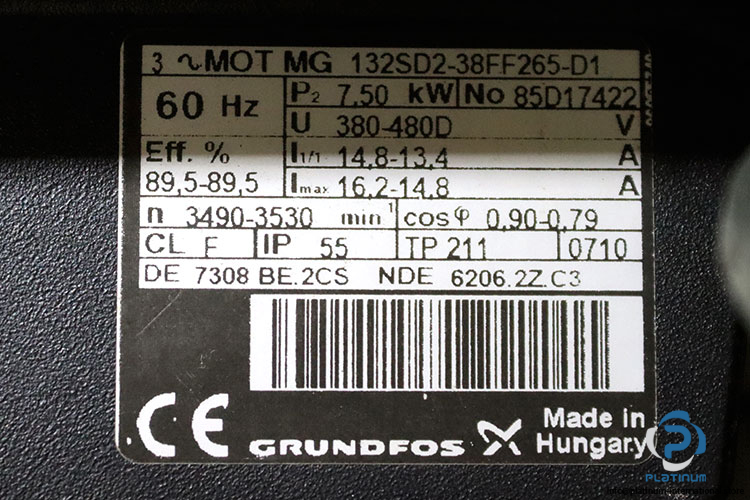 3 ~ MOT MG 132SD2-38FF265-D1
60 Hz
P2 7,50 kW No 85D17422
U 380-480D V
Eff. % I1/1 14,8-13,4 A
89,5-89,5 Imax 16,2-14,8 A
n 3490-3530 min-1 cosφ 0,90-0,79
CL F IP 55 TP 211 0710
DE 7308 BE.2CS NDE 6206.2Z.C3
CE GRUNDFOS
Made in
Hungary
PLATINUM